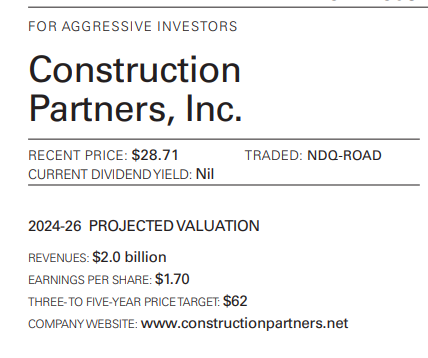 FOR AGGRESSIVE INVESTORS
Construction
Partners, Inc.
RECENT PRICE: $28.71 TRADED: NDQ-ROAD
CURRENT DIVIDEND YIELD: Nil
2024-26 PROJECTED VALUATION
REVENUES: $2.0 billion
EARNINGS PER SHARE: $1.70
THREE- TO FIVE-YEAR PRICE TARGET: $62
COMPANY WEBSITE: www.constructionpartners.net